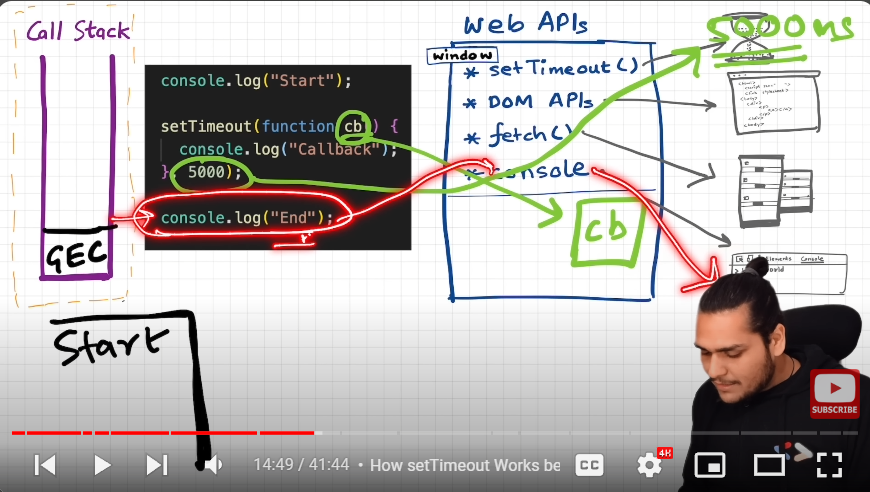 Call Stack
GEC
Start
console.log("Start");
setTimeout(function cb() {
console.log("Callback");
}, 5000);
console.log("End");
Web APIs
window
* setTimeout()
* DOM APIs
* fetch()
* console
cb
5000ms
Elements Console
SUBSCRIBE
14:49 / 41:44 • How setTimeout Works be
CC
4K